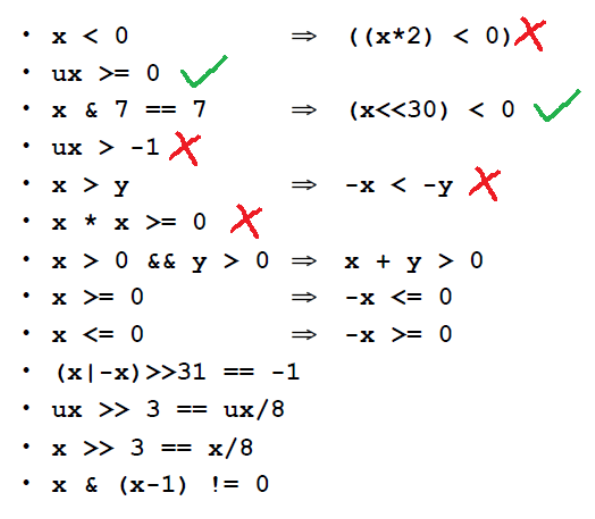 • x < 0 ⇒ ((x*2) < 0)
• ux >= 0
• x & 7 == 7 ⇒ (x<<30) < 0
• ux > -1
• x > y ⇒ -x < -y
• x * x >= 0
• x > 0 && y > 0 ⇒ x + y > 0
• x >= 0 ⇒ -x <= 0
• x <= 0 ⇒ -x >= 0
• (x|-x)>>31 == -1
• ux >> 3 == ux/8
• x >> 3 == x/8
• x & (x-1) != 0